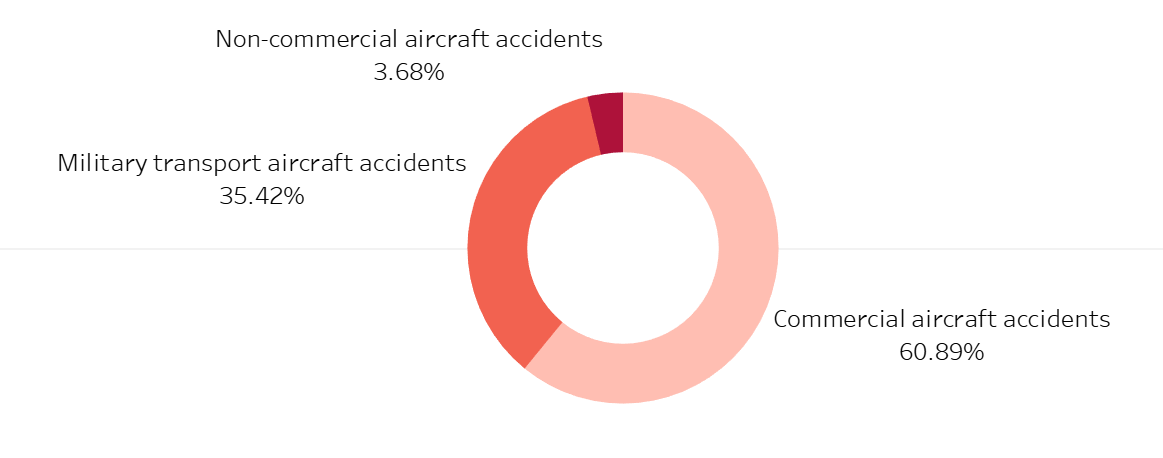 Non-commercial aircraft accidents
3.68%
Military transport aircraft accidents
35.42%
Commercial aircraft accidents
60.89%